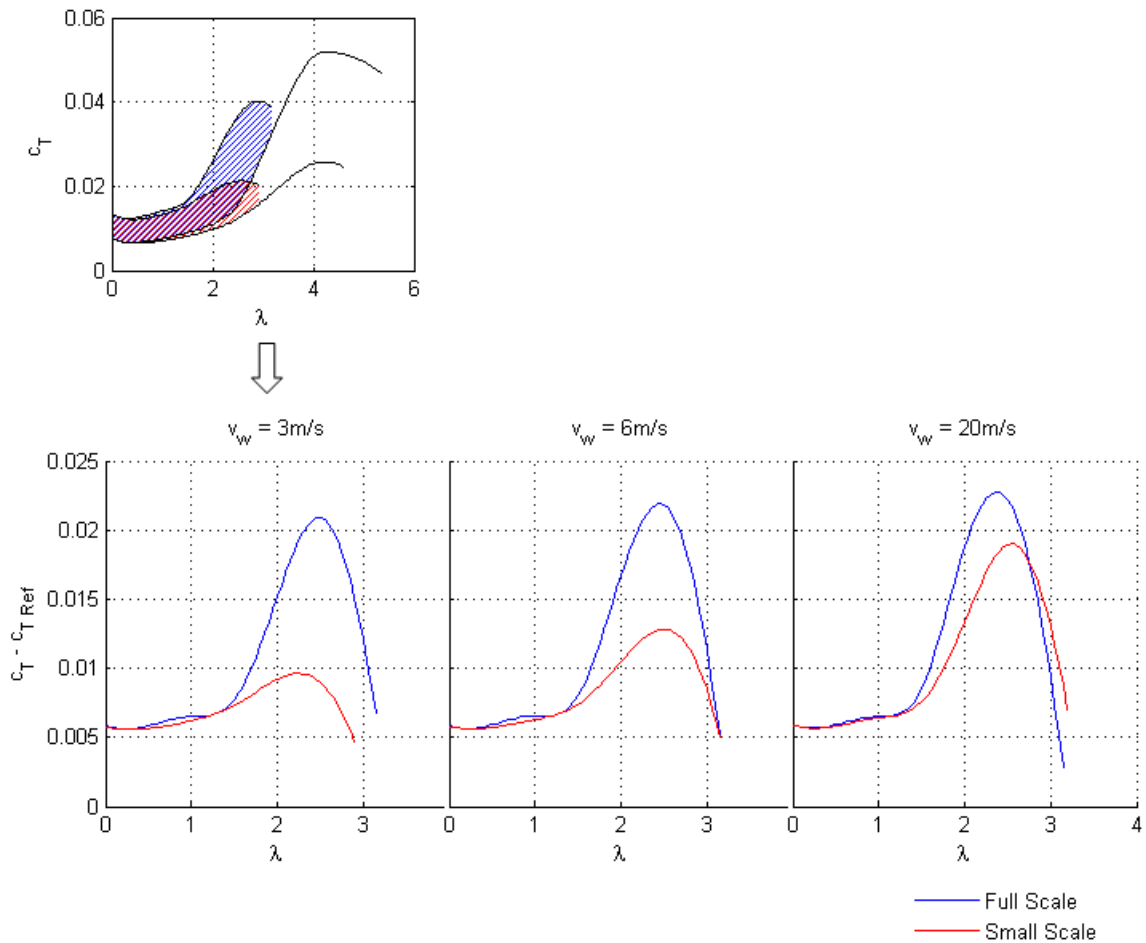 0.06
0.04
0.02
0
c_T
0 2 4 6
λ
v_w = 3m/s
v_w = 6m/s
v_w = 20m/s
0.025
0.02
0.015
0.01
0.005
0
c_T - c_T Ref
0 1 2 3
0 1 2 3
0 1 2 3 4
λ
λ
λ
Full Scale
Small Scale